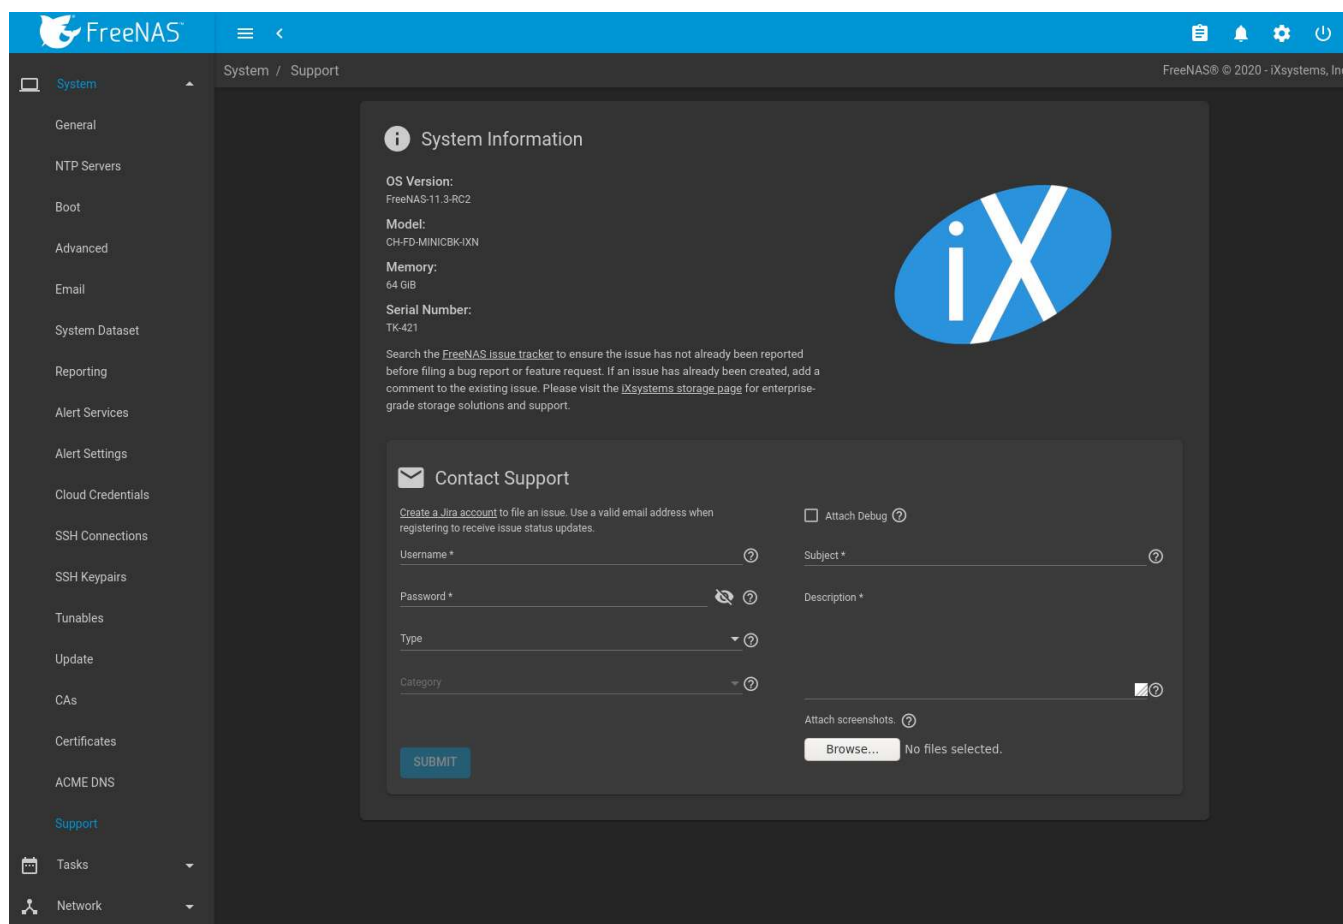 FreeNAS
System / Support
FreeNAS® © 2020 - iXsystems, Inc
System
General
NTP Servers
Boot
Advanced
Email
System Dataset
Reporting
Alert Services
Alert Settings
Cloud Credentials
SSH Connections
SSH Keypairs
Tunables
Update
CAs
Certificates
ACME DNS
Support
Tasks
Network
System Information
OS Version:
FreeNAS-11.3-RC2
Model:
CH-FD-MINICBK-IXN
Memory:
64 GiB
Serial Number:
TK-421
Search the FreeNAS issue tracker to ensure the issue has not already been reported
before filing a bug report or feature request. If an issue has already been created, add a
comment to the existing issue. Please visit the iXsystems storage page for enterprise-
grade storage solutions and support.
iX
Contact Support
Create a Jira account to file an issue. Use a valid email address when
registering to receive issue status updates.
Username *
Password *
Type
Category
SUBMIT
Attach Debug
Subject *
Description *
Attach screenshots.
Browse... No files selected.